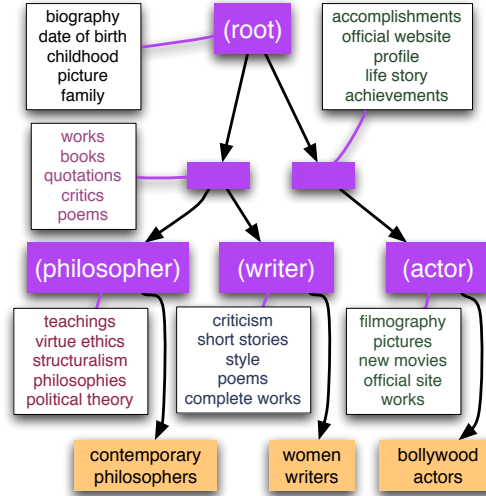 biography
date of birth
childhood
picture
family
(root)
accomplishments
official website
profile
life story
achievements
works
books
quotations
critics
poems
(philosopher)
(writer)
(actor)
teachings
virtue ethics
structuralism
philosophies
political theory
criticism
short stories
style
poems
complete works
filmography
pictures
new movies
official site
works
contemporary
philosophers
women
writers
bollywood
actors